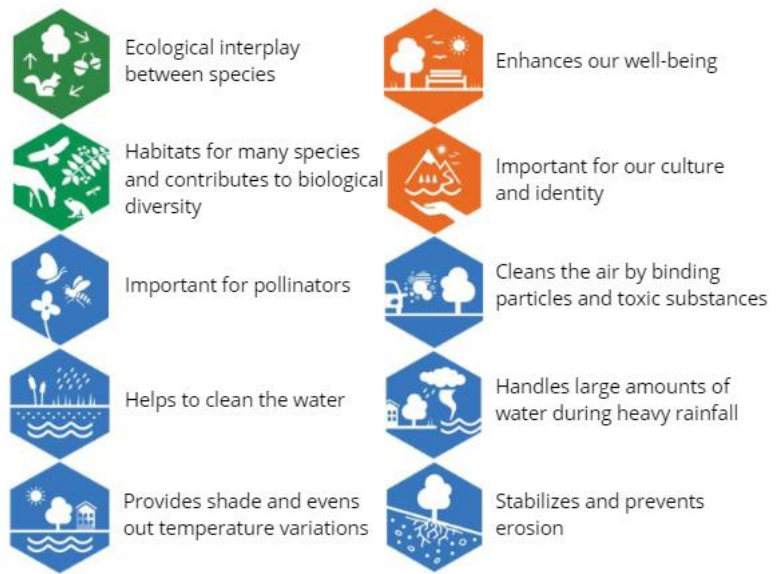 Ecological interplay
between species
Enhances our well-being
Habitats for many species
and contributes to biological
diversity
Important for our culture
and identity
Important for pollinators
Cleans the air by binding
particles and toxic substances
Helps to clean the water
Handles large amounts of
water during heavy rainfall
Provides shade and evens
out temperature variations
Stabilizes and prevents
erosion